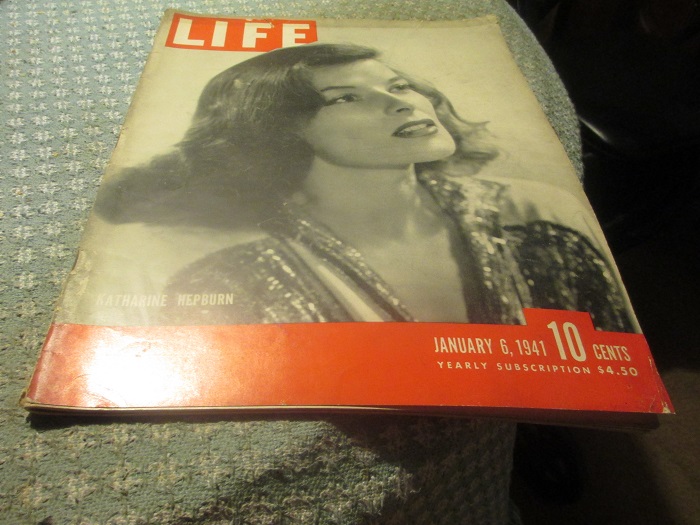 LIFE
KATHARINE HEPBURN
JANUARY 6, 1941 10 CENTS
YEARLY SUBSCRIPTION $4.50